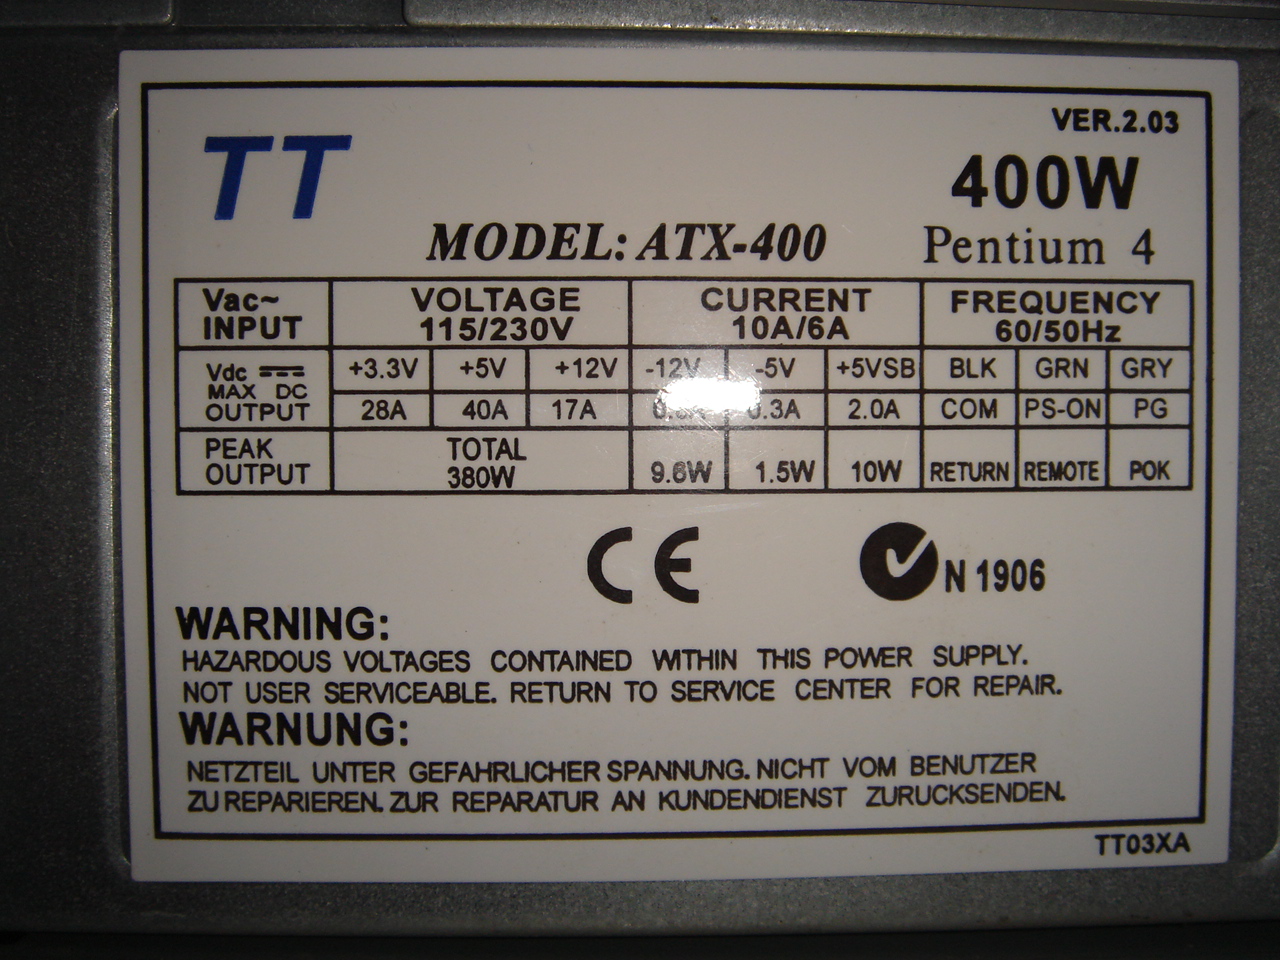 VER.2.03
TT
400W
MODEL: ATX-400
Pentium 4
Vac~ VOLTAGE CURRENT FREQUENCY
INPUT 115/230V 10A/6A 60/50Hz
Vdc +3.3V +5V +12V -12V -5V +5VSB BLK GRN GRY
MAX DC
OUTPUT 28A 40A 17A 0.3A 2.0A COM PS-ON PG
PEAK TOTAL
OUTPUT 380W 9.6W 1.5W 10W RETURN REMOTE POK
CE
N 1906
WARNING:
HAZARDOUS VOLTAGES CONTAINED WITHIN THIS POWER SUPPLY.
NOT USER SERVICEABLE. RETURN TO SERVICE CENTER FOR REPAIR.
WARNUNG:
NETZTEIL UNTER GEFAHRLICHER SPANNUNG. NICHT VOM BENUTZER
ZU REPARIEREN. ZUR REPARATUR AN KUNDENDIENST ZURUCKSENDEN.
TT03XA